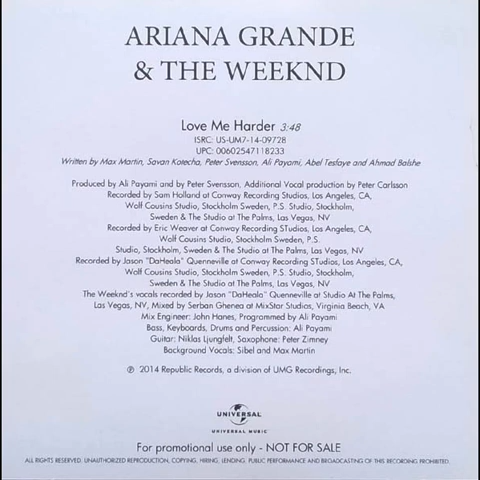 ARIANA GRANDE
& THE WEEKND
Love Me Harder 3:48
ISRC: US-UM7-14-09728
UPC: 00602547118233
Written by Max Martin, Savan Kotecha, Peter Svensson, Ali Payami, Abel Tesfaye and Ahmad Balshe
Produced by Ali Payami and by Peter Svensson, Additional Vocal production by Peter Carlsson
Recorded by Sam Holland at Conway Recording Studios, Los Angeles, CA,
Wolf Cousins Studio, Stockholm Sweden, P.S. Studio, Stockholm,
Sweden & The Studio at The Palms, Las Vegas, NV
Recorded by Eric Weaver at Conway Recording STudios, Los Angeles, CA,
Wolf Cousins Studio, Stockholm Sweden, P.S.
Studio, Stockholm, Sweden & The Studio at The Palms, Las Vegas, NV
Recorded by Jason "DaHeala" Quenneville at Conway Recording STudios, Los Angeles, CA,
Wolf Cousins Studio, Stockholm Sweden, P.S. Studio, Stockholm,
Sweden & The Studio at The Palms, Las Vegas, NV
The Weeknd's vocals recorded by Jason "DaHeala" Quenneville at Studio At The Palms,
Las Vegas, NV, Mixed by Serban Ghenea at MixStar Studios, Virginia Beach, VA
Mix Engineer: John Hanes, Programmed by Ali Payami
Bass, Keyboards, Drums and Percussion: Ali Payami
Guitar: Niklas Ljungfelt, Saxophone: Peter Zimney
Background Vocals: Sibel and Max Martin
℗ 2014 Republic Records, a division of UMG Recordings, Inc.
UNIVERSAL
UNIVERSAL MUSIC
For promotional use only - NOT FOR SALE
ALL RIGHTS RESERVED. UNAUTHORIZED REPRODUCTION, COPYING, HIRING, LENDING, PUBLIC PERFORMANCE AND BROADCASTING OF THIS RECORDING PROHIBITED.